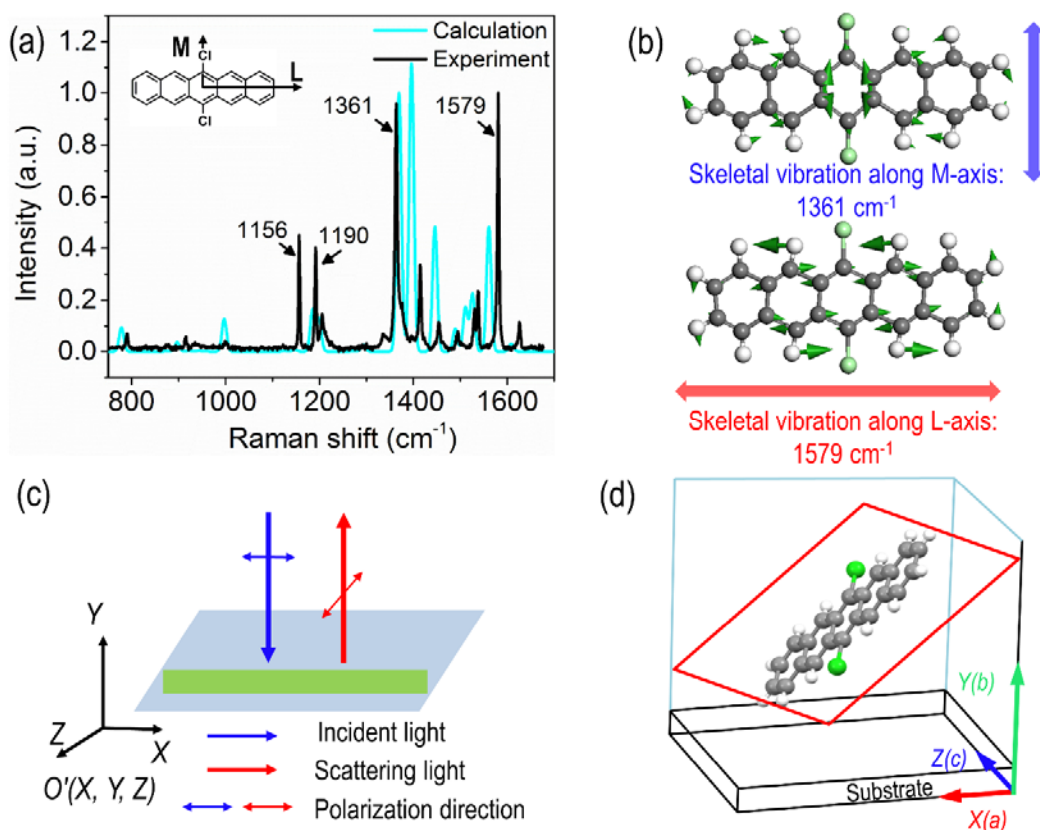 (a)
1.2
1.0
0.8
0.6
0.4
0.2
0.0
Intensity (a.u.)
M
Cl
L
Cl
Calculation
Experiment
1361
1579
1156
1190
800
1000
1200
1400
1600
Raman shift (cm-1)
(b)
Skeletal vibration along M-axis:
1361 cm-1
Skeletal vibration along L-axis:
1579 cm-1
(c)
Y
Z
X
O'(X, Y, Z)
Incident light
Scattering light
Polarization direction
(d)
Y(b)
Z(c)
Substrate
X(a)